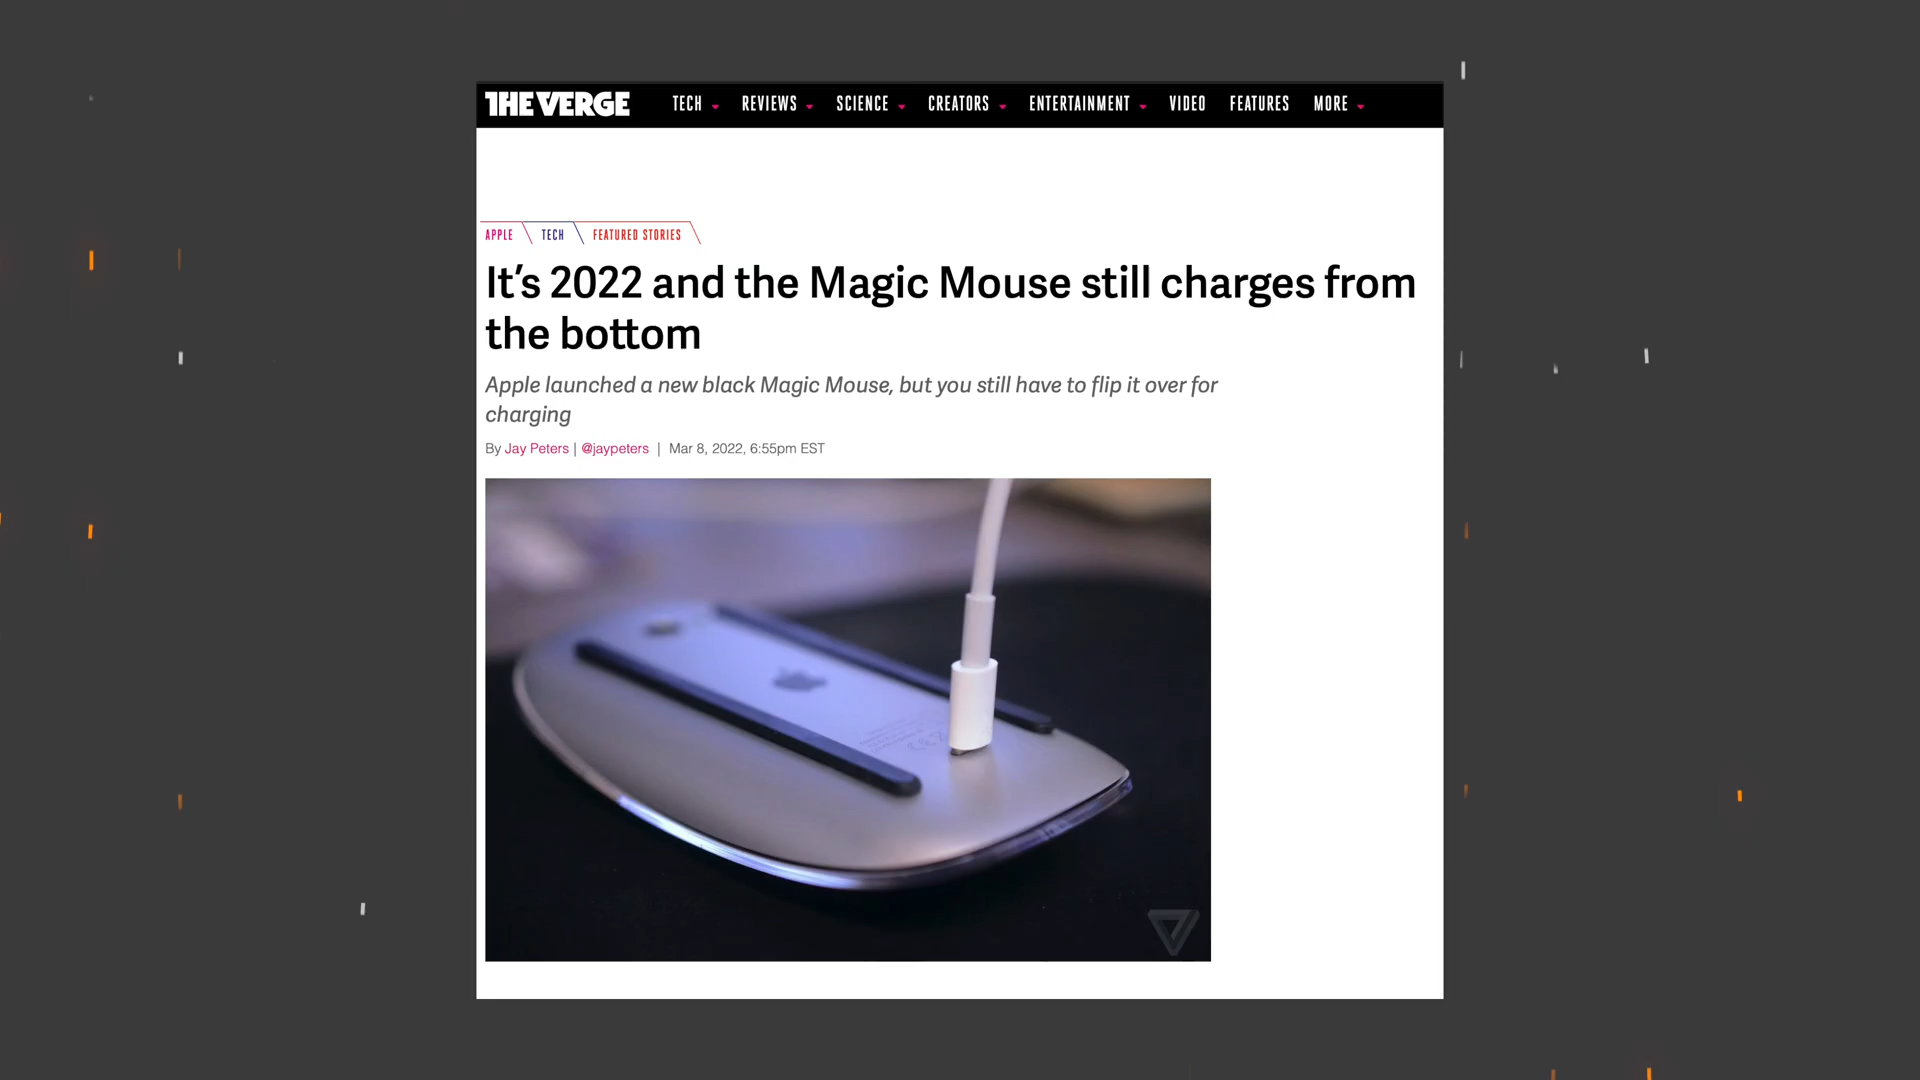 THE VERGE TECH REVIEWS SCIENCE CREATORS ENTERTAINMENT VIDEO FEATURES MORE
APPLE TECH FEATURED STORIES
It’s 2022 and the Magic Mouse still charges from
the bottom
Apple launched a new black Magic Mouse, but you still have to flip it over for
charging
By Jay Peters | @jaypeters | Mar 8, 2022, 6:55pm EST